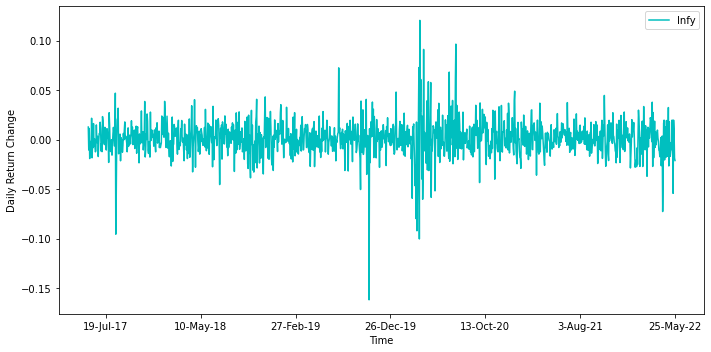 Infy
0.10
0.05
0.00
−0.05
−0.10
−0.15
Daily Return Change
19-Jul-17 10-May-18 27-Feb-19 26-Dec-19 13-Oct-20 3-Aug-21 25-May-22
Time